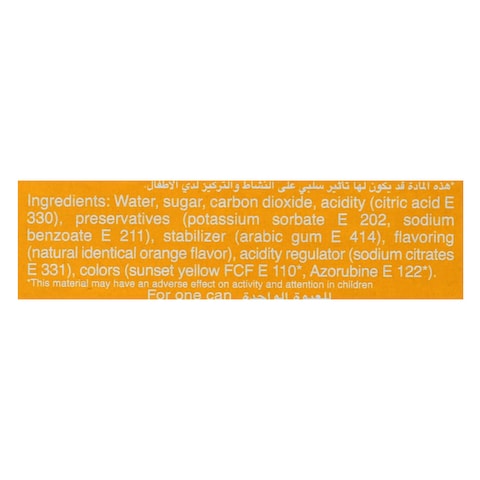 *هذه المادة قد يكون لها تأثير سلبي على النشاط والتركيز لدى الأطفال.
Ingredients: Water, sugar, carbon dioxide, acidity (citric acid E
330), preservatives (potassium sorbate E 202, sodium
benzoate E 211), stabilizer (arabic gum E 414), flavoring
(natural identical orange flavor), acidity regulator (sodium citrates
E 331), colors (sunset yellow FCF E 110*, Azorubine E 122*).
*This material may have an adverse effect on activity and attention in children
For one can للعبوة الواحدة